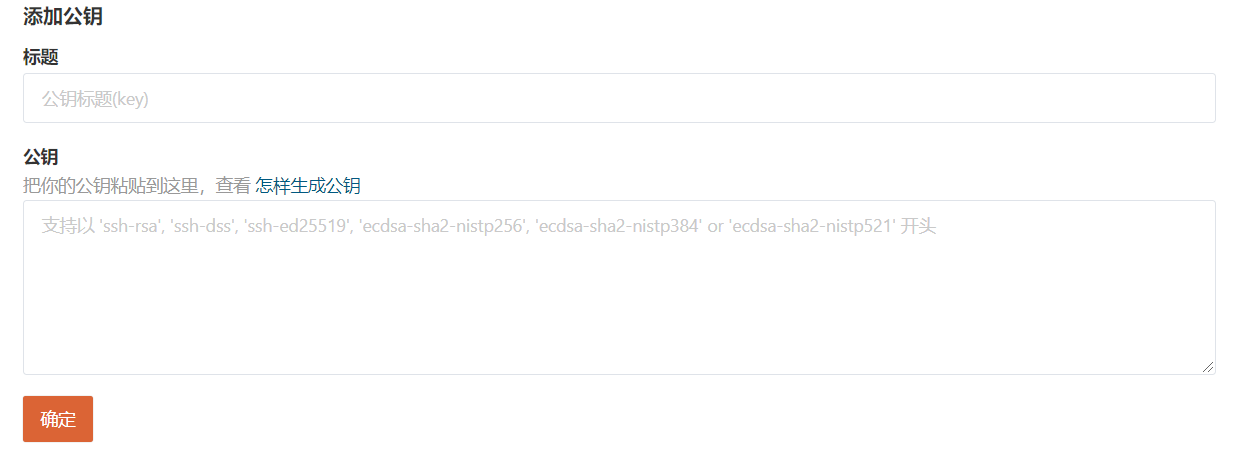 添加公钥
标题
公钥标题(key)
公钥
把你的公钥粘贴到这里，查看 怎样生成公钥
支持以 'ssh-rsa', 'ssh-dss', 'ssh-ed25519', 'ecdsa-sha2-nistp256', 'ecdsa-sha2-nistp384' or 'ecdsa-sha2-nistp521' 开头
确定